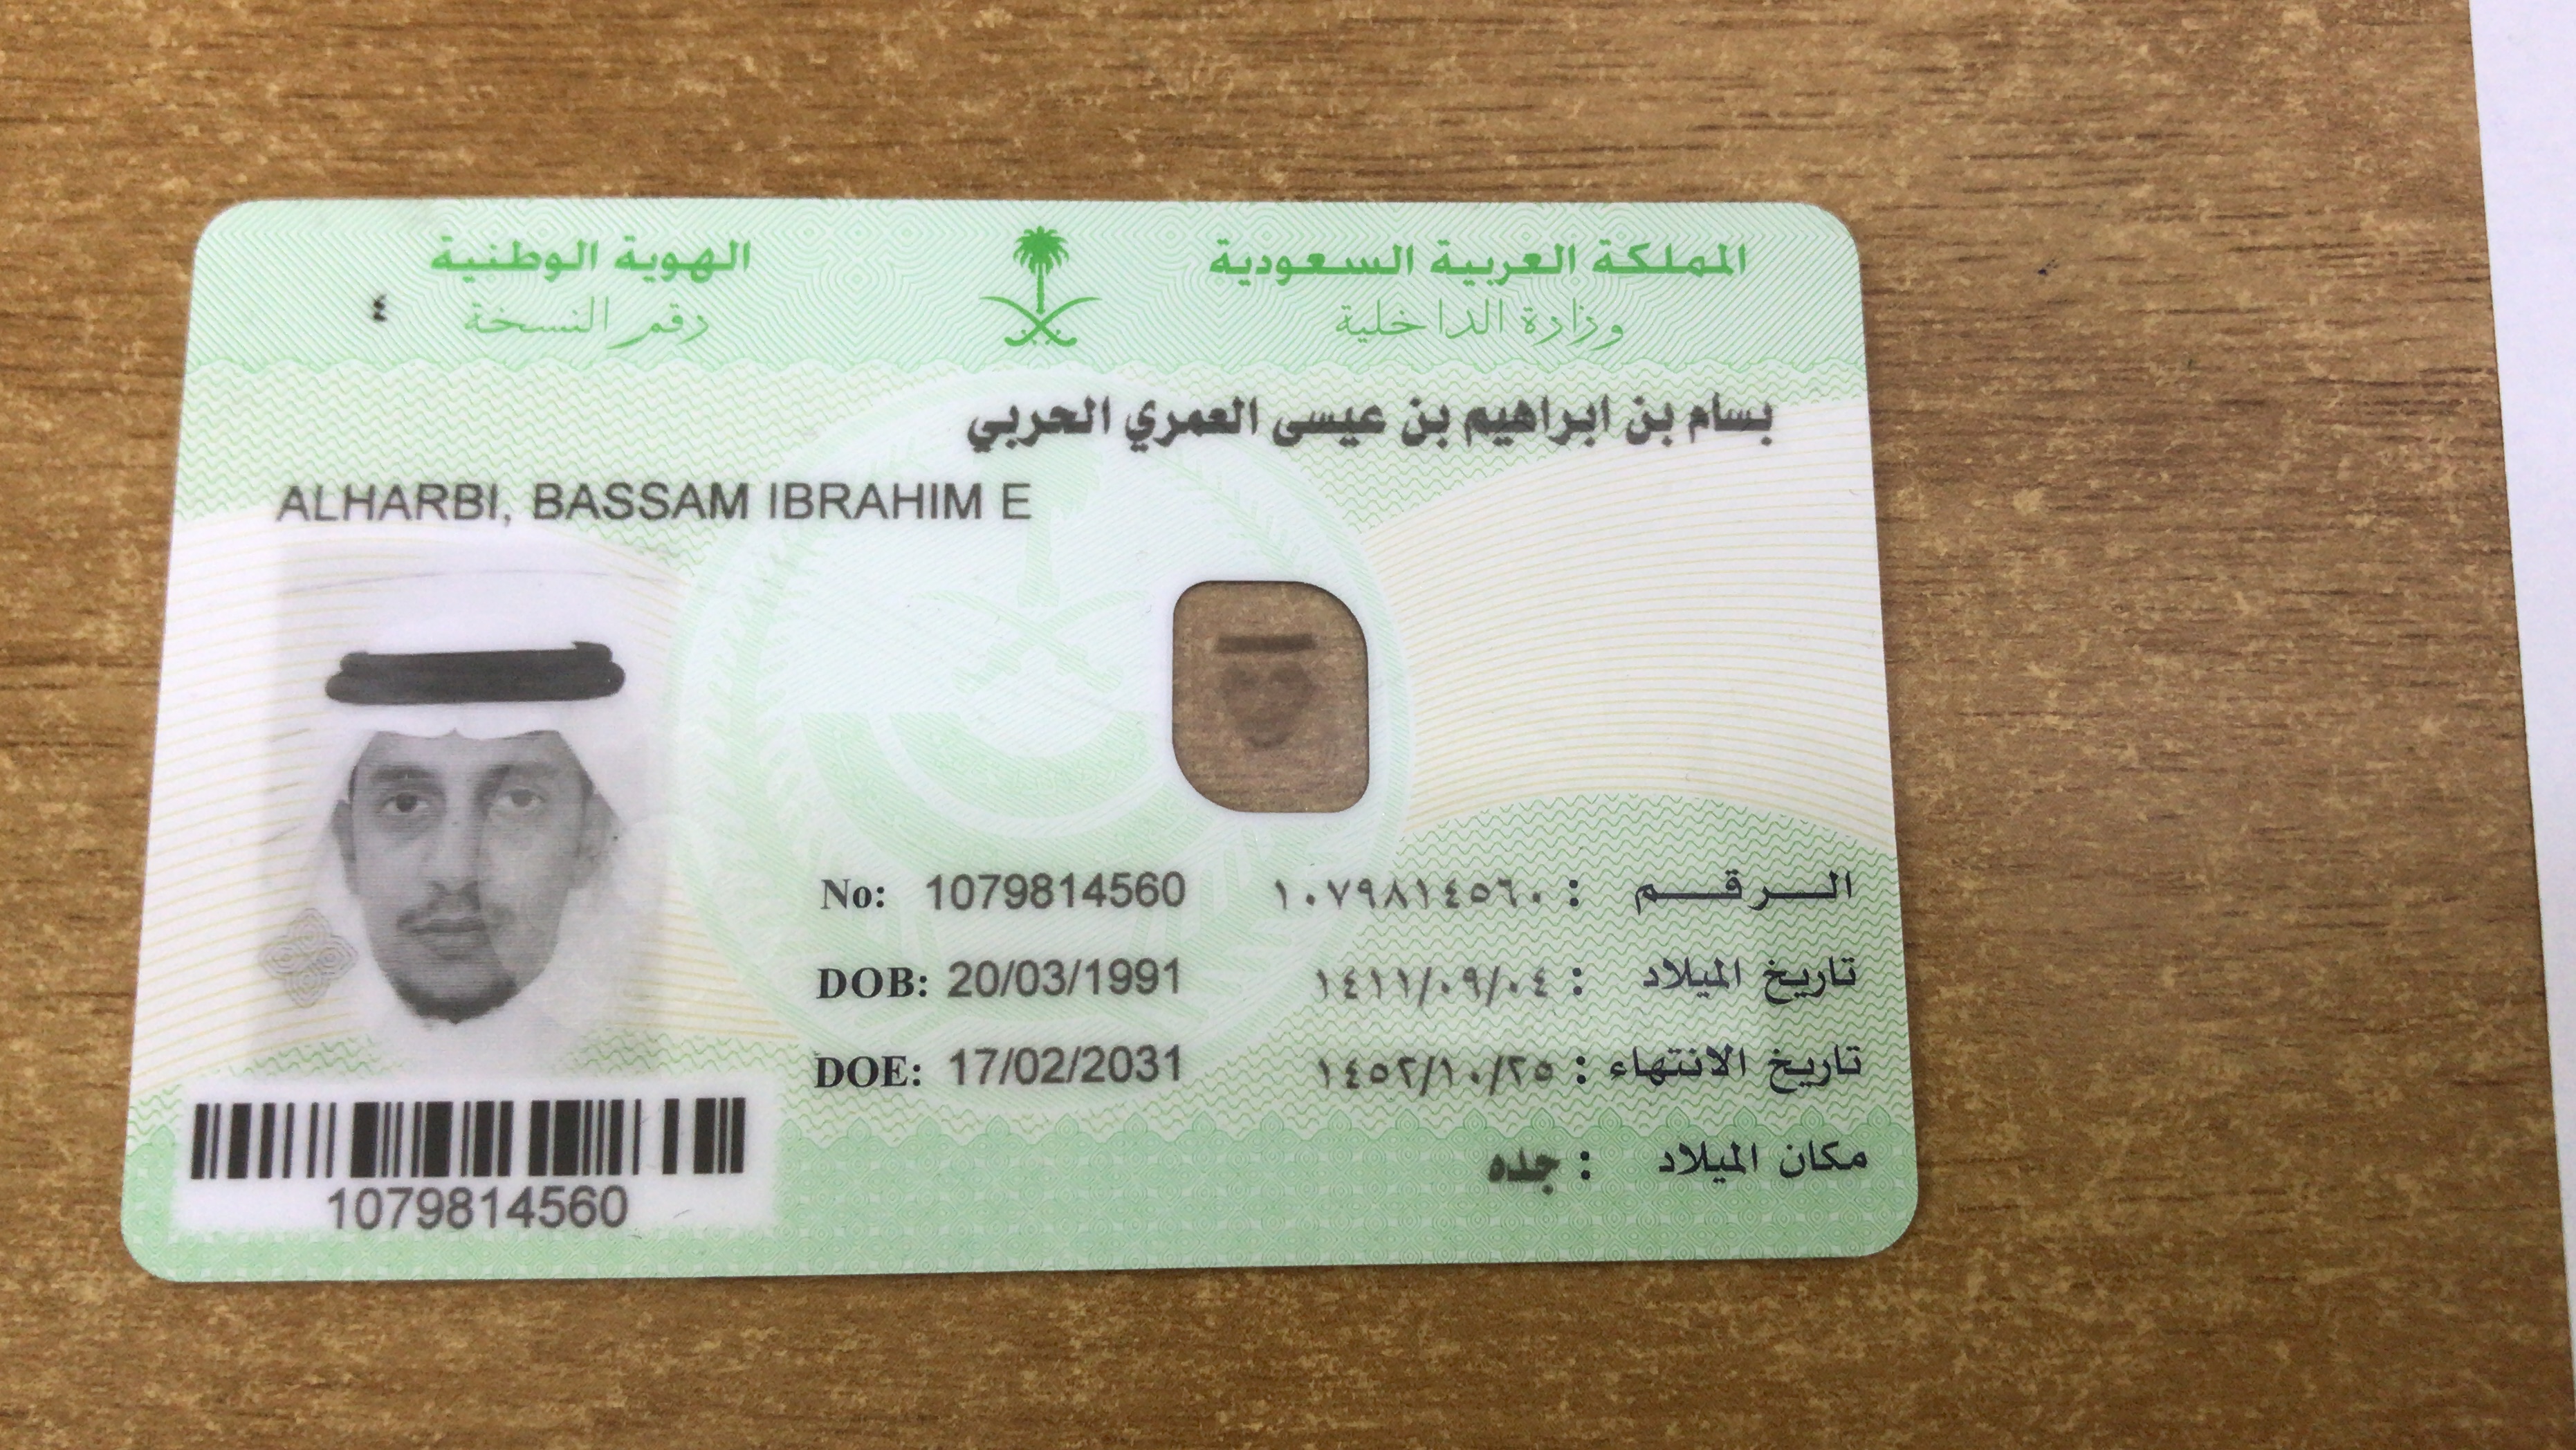 المملكة العربية السعودية
الهوية الوطنية
وزارة الداخلية
رقم النسخة
٤
بسام بن ابراهيم بن عيسى العمري الحربي
ALHARBI, BASSAM IBRAHIM E
الرقم : ١٠٧٩٨١٤٥٦٠
No: 1079814560
تاريخ الميلاد : ١٤١١/٠٩/٠٤
DOB: 20/03/1991
تاريخ الانتهاء : ١٤٥٢/١٠/٢٥
DOE: 17/02/2031
مكان الميلاد : جده
1079814560